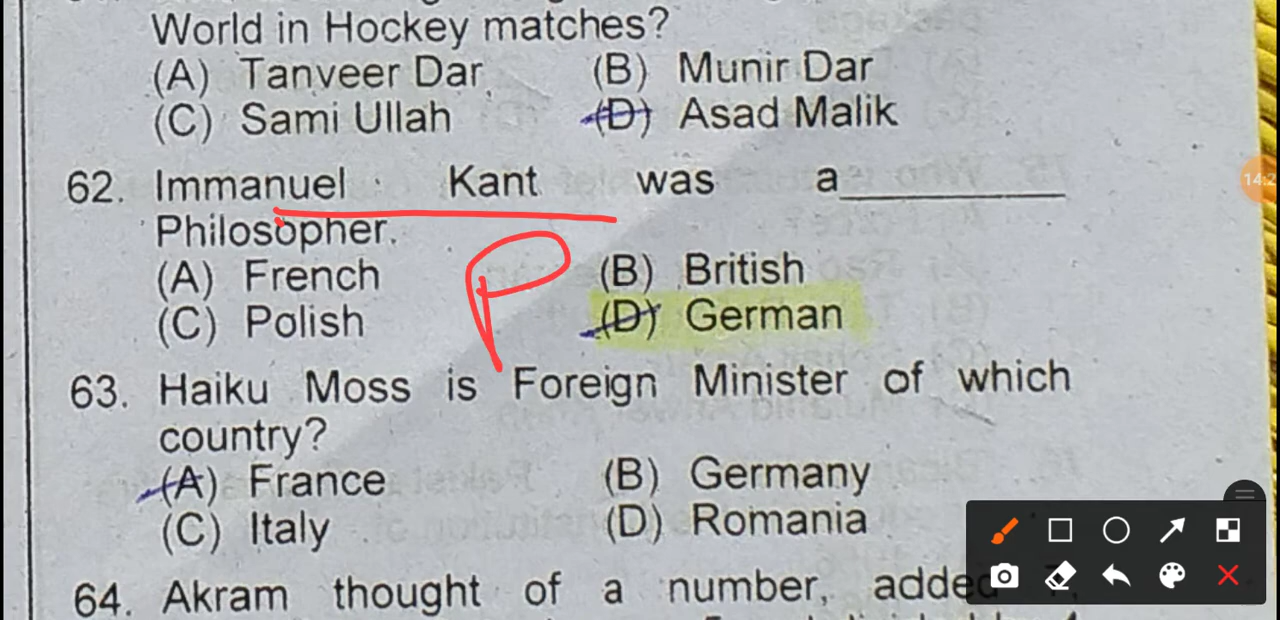 World in Hockey matches?
(A) Tanveer Dar (B) Munir Dar
(C) Sami Ullah (D) Asad Malik
62. Immanuel Kant was a________
Philosopher.
(A) French (B) British
(C) Polish (D) German
P
63. Haiku Moss is Foreign Minister of which
country?
(A) France (B) Germany
(C) Italy (D) Romania
64. Akram thought of a number, added